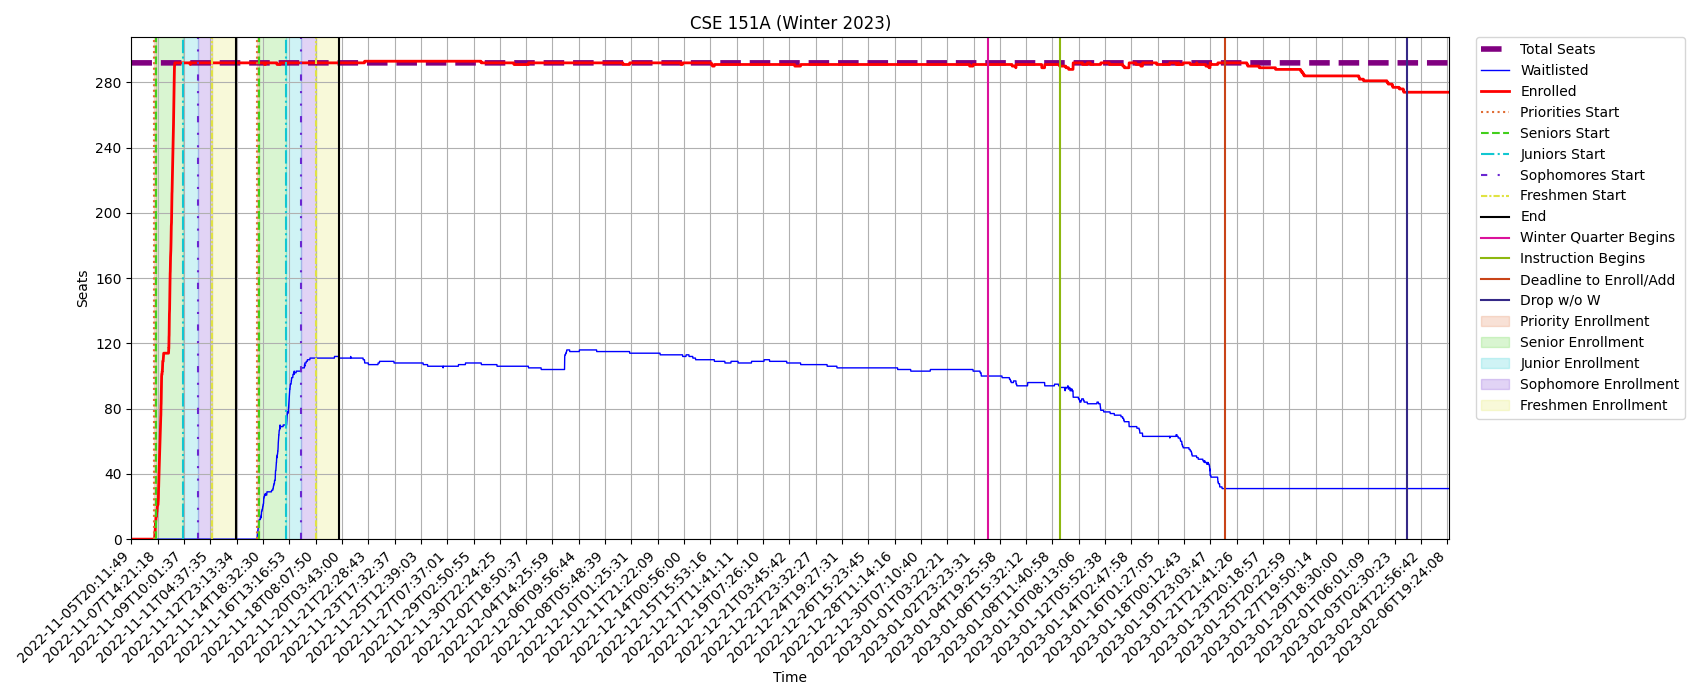 CSE 151A (Winter 2023)
Seats
280
240
200
160
120
80
40
0
2022-11-05T20:11:49
2022-11-07T14:21:18
2022-11-09T10:01:37
2022-11-11T04:37:35
2022-11-12T23:13:34
2022-11-14T18:32:30
2022-11-16T13:16:53
2022-11-18T08:07:50
2022-11-20T03:43:00
2022-11-21T22:28:43
2022-11-23T17:32:37
2022-11-25T12:39:03
2022-11-27T07:37:01
2022-11-29T02:50:55
2022-11-30T22:24:25
2022-12-02T18:50:37
2022-12-04T14:25:59
2022-12-06T09:56:44
2022-12-08T05:48:39
2022-12-10T01:25:31
2022-12-11T21:22:09
2022-12-14T00:56:00
2022-12-15T15:53:16
2022-12-17T11:41:11
2022-12-19T07:26:10
2022-12-21T03:45:42
2022-12-22T23:32:27
2022-12-24T19:27:31
2022-12-26T15:23:45
2022-12-28T11:14:16
2022-12-30T07:10:40
2023-01-01T03:22:21
2023-01-02T23:23:31
2023-01-04T19:25:58
2023-01-06T15:32:12
2023-01-08T11:40:58
2023-01-10T08:13:06
2023-01-12T05:52:38
2023-01-14T02:47:58
2023-01-16T01:27:05
2023-01-18T00:12:43
2023-01-19T23:03:47
2023-01-21T21:41:26
2023-01-23T20:18:57
2023-01-25T20:22:59
2023-01-27T19:50:14
2023-01-29T18:30:00
2023-02-01T06:01:09
2023-02-03T02:30:23
2023-02-04T22:56:42
2023-02-06T19:24:08
Time
Total Seats
Waitlisted
Enrolled
Priorities Start
Seniors Start
Juniors Start
Sophomores Start
Freshmen Start
End
Winter Quarter Begins
Instruction Begins
Deadline to Enroll/Add
Drop w/o W
Priority Enrollment
Senior Enrollment
Junior Enrollment
Sophomore Enrollment
Freshmen Enrollment